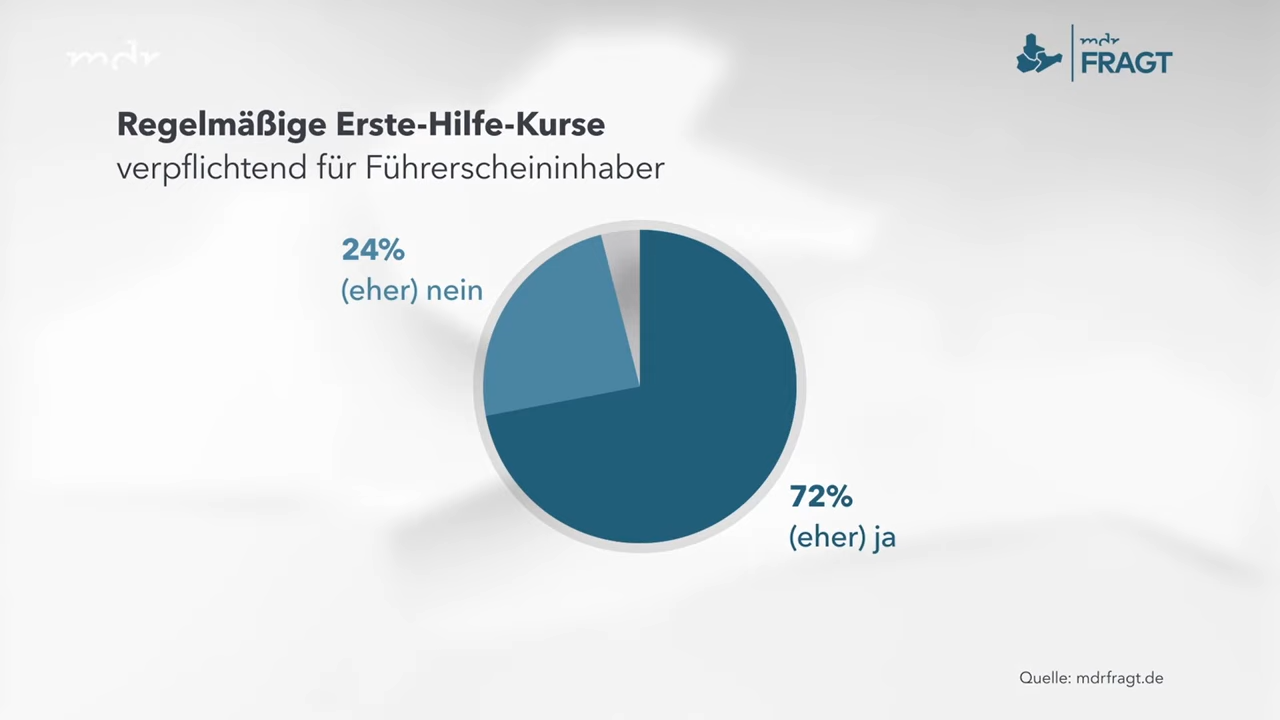 mdr
mdr
FRAGT
Regelmäßige Erste-Hilfe-Kurse
verpflichtend für Führerscheininhaber
24%
(eher) nein
72%
(eher) ja
Quelle: mdrfragt.de